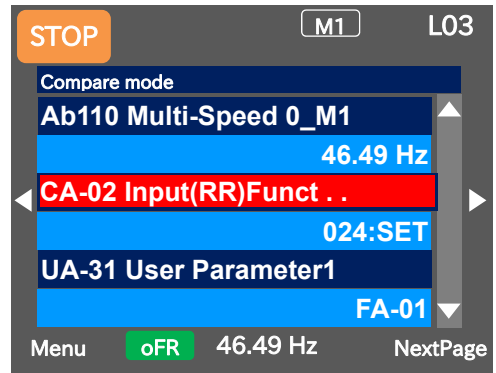 STOP M1 L03
Compare mode
Ab110 Multi-Speed 0_M1
46.49 Hz
CA-02 Input(RR)Funct . .
024:SET
UA-31 User Parameter1
FA-01
Menu oFR 46.49 Hz NextPage